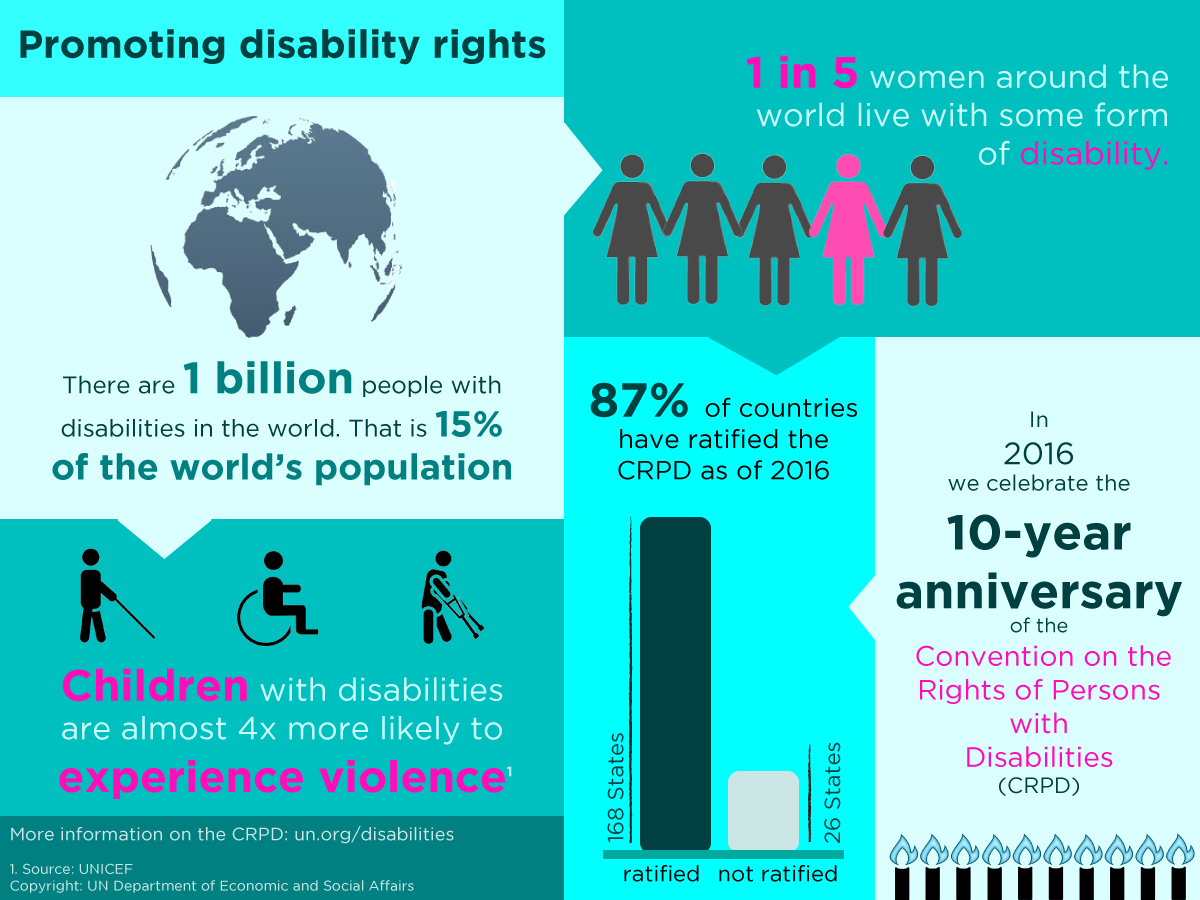 Promoting disability rights
There are 1 billion people with
disabilities in the world. That is 15%
of the world's population
1 in 5 women around the
world live with some form
of disability.
Children with disabilities
are almost 4x more likely to
experience violence¹
More information on the CRPD: un.org/disabilities
1. Source: UNICEF
Copyright: UN Department of Economic and Social Affairs
87% of countries
have ratified the
CRPD as of 2016
168 States
26 States
ratified not ratified
In
2016
we celebrate the
10-year
anniversary
of the
Convention on the
Rights of Persons
with
Disabilities
(CRPD)